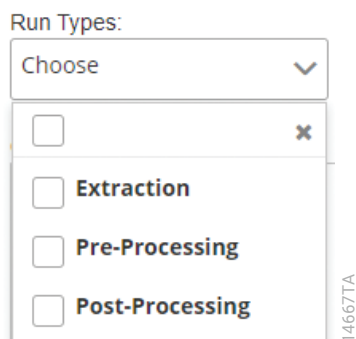 Run Types:
Choose
Extraction
Pre-Processing
Post-Processing
14667TA